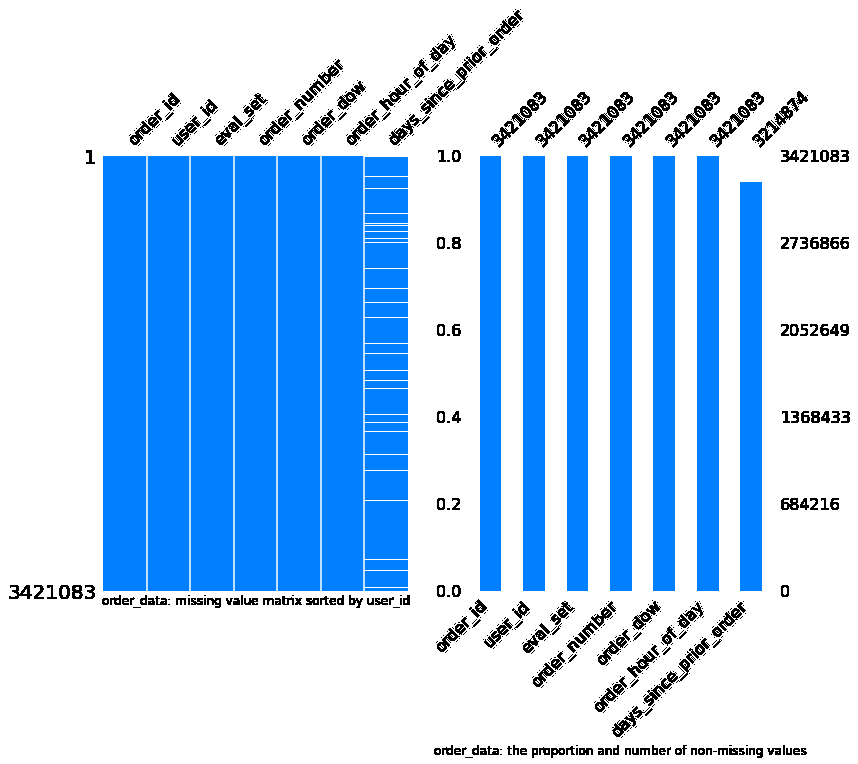 order_id
user_id
eval_set
order_number
order_dow
order_hour_of_day
days_since_prior_order
1
3421083
order_data: missing value matrix sorted by user_id
3421083
3421083
3421083
3421083
3421083
3421083
3214874
1.0
3421083
0.8
2736866
0.6
2052649
0.4
1368433
0.2
684216
0.0
0
order_id
user_id
eval_set
order_number
order_dow
order_hour_of_day
days_since_prior_order
order_data: the proportion and number of non-missing values